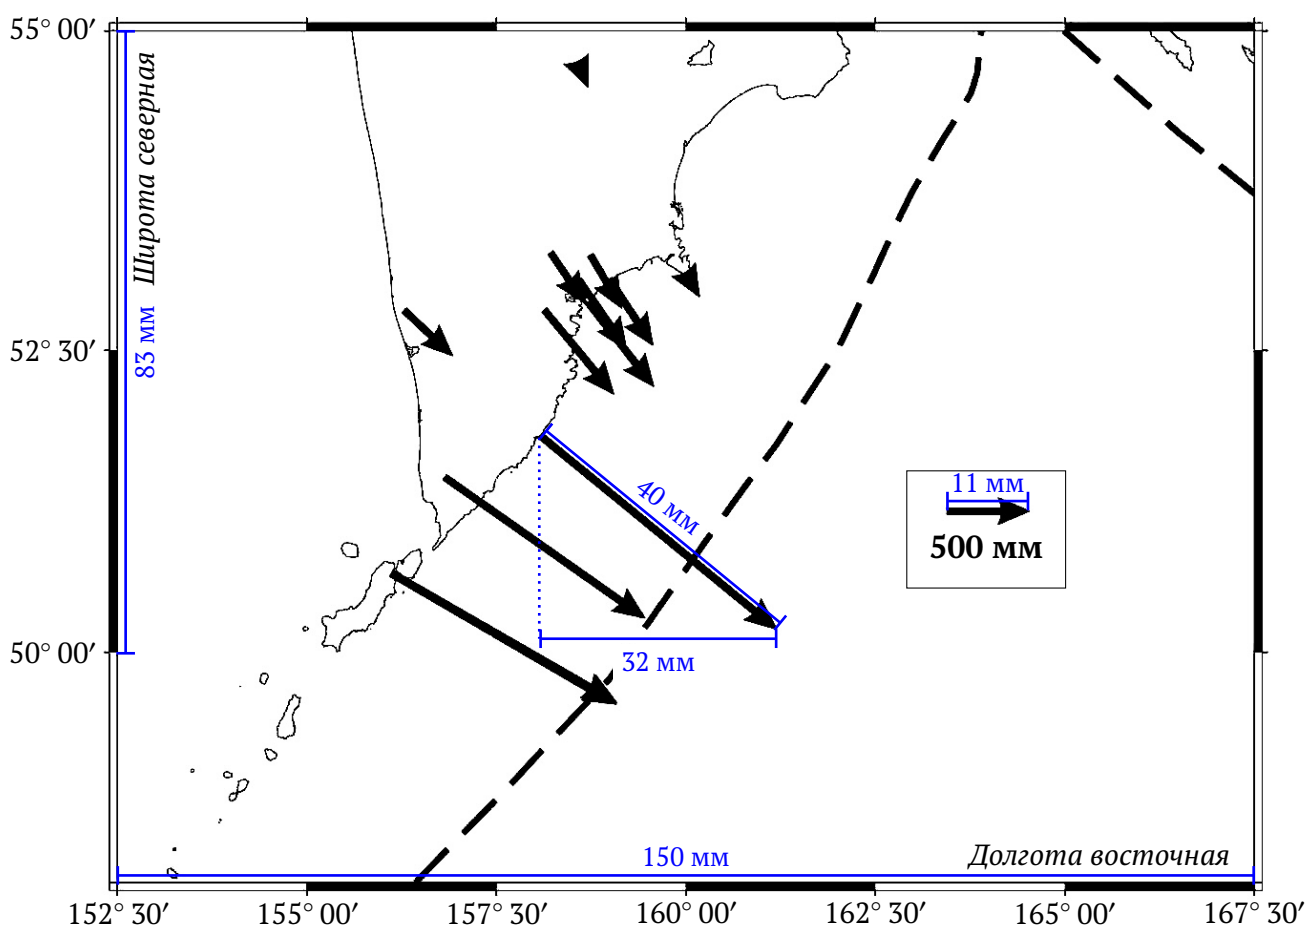 55° 00′
Широта северная
83 мм
52° 30′
50° 00′
40 мм
32 мм
11 мм
500 мм
150 мм
Долгота восточная
152° 30′ 155° 00′ 157° 30′ 160° 00′ 162° 30′ 165° 00′ 167° 30′